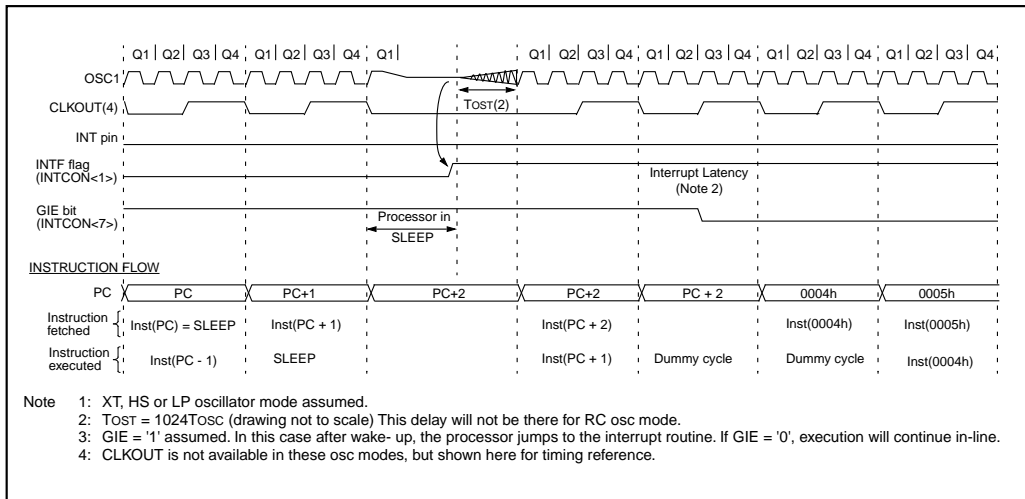 Q1 Q2 Q3 Q4 Q1 Q2 Q3 Q4 Q1 Q1 Q2 Q3 Q4 Q1 Q2 Q3 Q4 Q1 Q2 Q3 Q4 Q1 Q2 Q3 Q4
OSC1
CLKOUT(4)
TOST(2)
INT pin
INTF flag
(INTCON<1>)
Interrupt Latency
(Note 2)
GIE bit
(INTCON<7>)
Processor in
SLEEP
INSTRUCTION FLOW
PC PC PC+1 PC+2 PC+2 PC + 2 0004h 0005h
Instruction
fetched
Inst(PC) = SLEEP Inst(PC + 1) Inst(PC + 2) Inst(0004h) Inst(0005h)
Instruction
executed
Inst(PC - 1) SLEEP Inst(PC + 1) Dummy cycle Dummy cycle Inst(0004h)
Note 1: XT, HS or LP oscillator mode assumed.
2: TOST = 1024TOSC (drawing not to scale) This delay will not be there for RC osc mode.
3: GIE = '1' assumed. In this case after wake- up, the processor jumps to the interrupt routine. If GIE = '0', execution will continue in-line.
4: CLKOUT is not available in these osc modes, but shown here for timing reference.